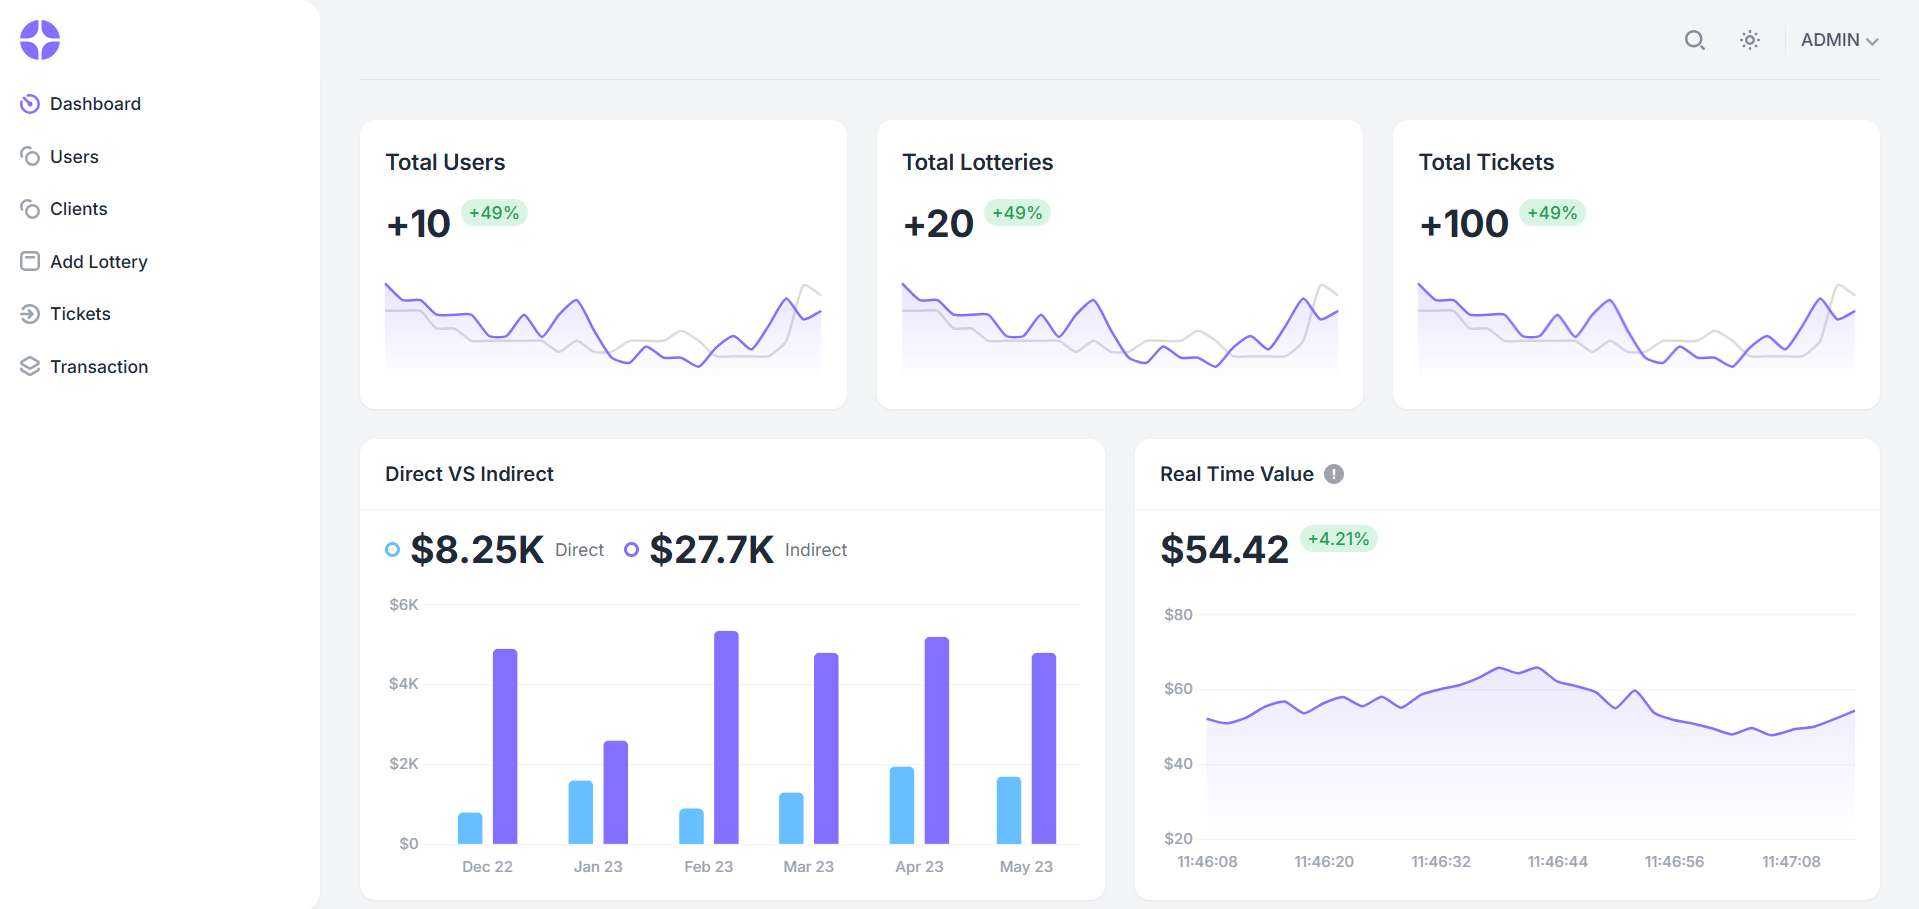 ADMIN
Dashboard
Users
Clients
Add Lottery
Tickets
Transaction
Total Users
+10 +49%
Total Lotteries
+20 +49%
Total Tickets
+100 +49%
Direct VS Indirect
$8.25K Direct $27.7K Indirect
$6K
$4K
$2K
$0
Dec 22 Jan 23 Feb 23 Mar 23 Apr 23 May 23
Real Time Value
$54.42 +4.21%
$80
$60
$40
$20
11:46:08 11:46:20 11:46:32 11:46:44 11:46:56 11:47:08